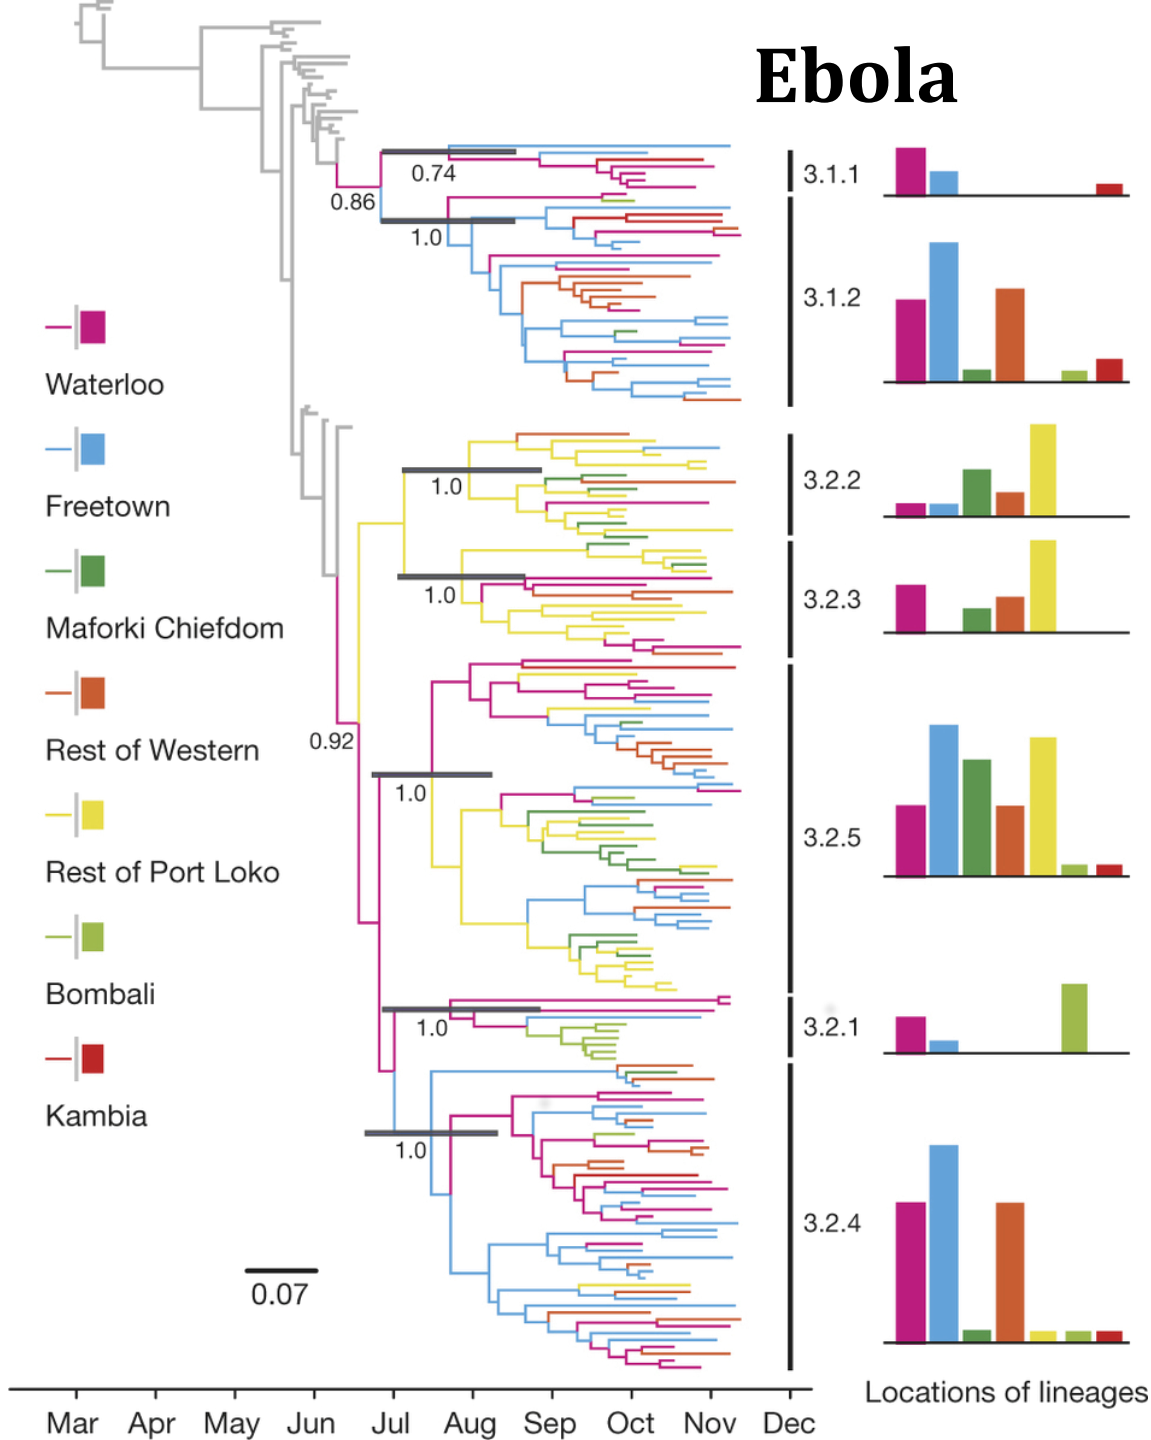 Ebola
0.74
3.1.1
0.86
1.0
3.1.2
Waterloo
Freetown
1.0
3.2.2
1.0
3.2.3
Maforki Chiefdom
Rest of Western
0.92
1.0
3.2.5
Rest of Port Loko
Bombali
1.0
3.2.1
Kambia
1.0
3.2.4
0.07
Locations of lineages
Mar Apr May Jun Jul Aug Sep Oct Nov Dec